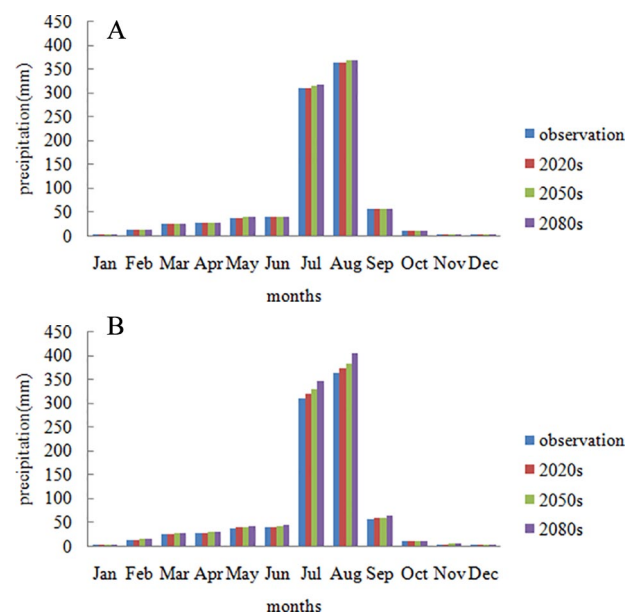 A
450
400
350
300
250
200
150
100
50
0
precipitation(mm)
Jan Feb Mar Apr May Jun Jul Aug Sep Oct Nov Dec
months
observation
2020s
2050s
2080s
B
450
400
350
300
250
200
150
100
50
0
precipitation(mm)
Jan Feb Mar Apr May Jun Jul Aug Sep Oct Nov Dec
months
observation
2020s
2050s
2080s